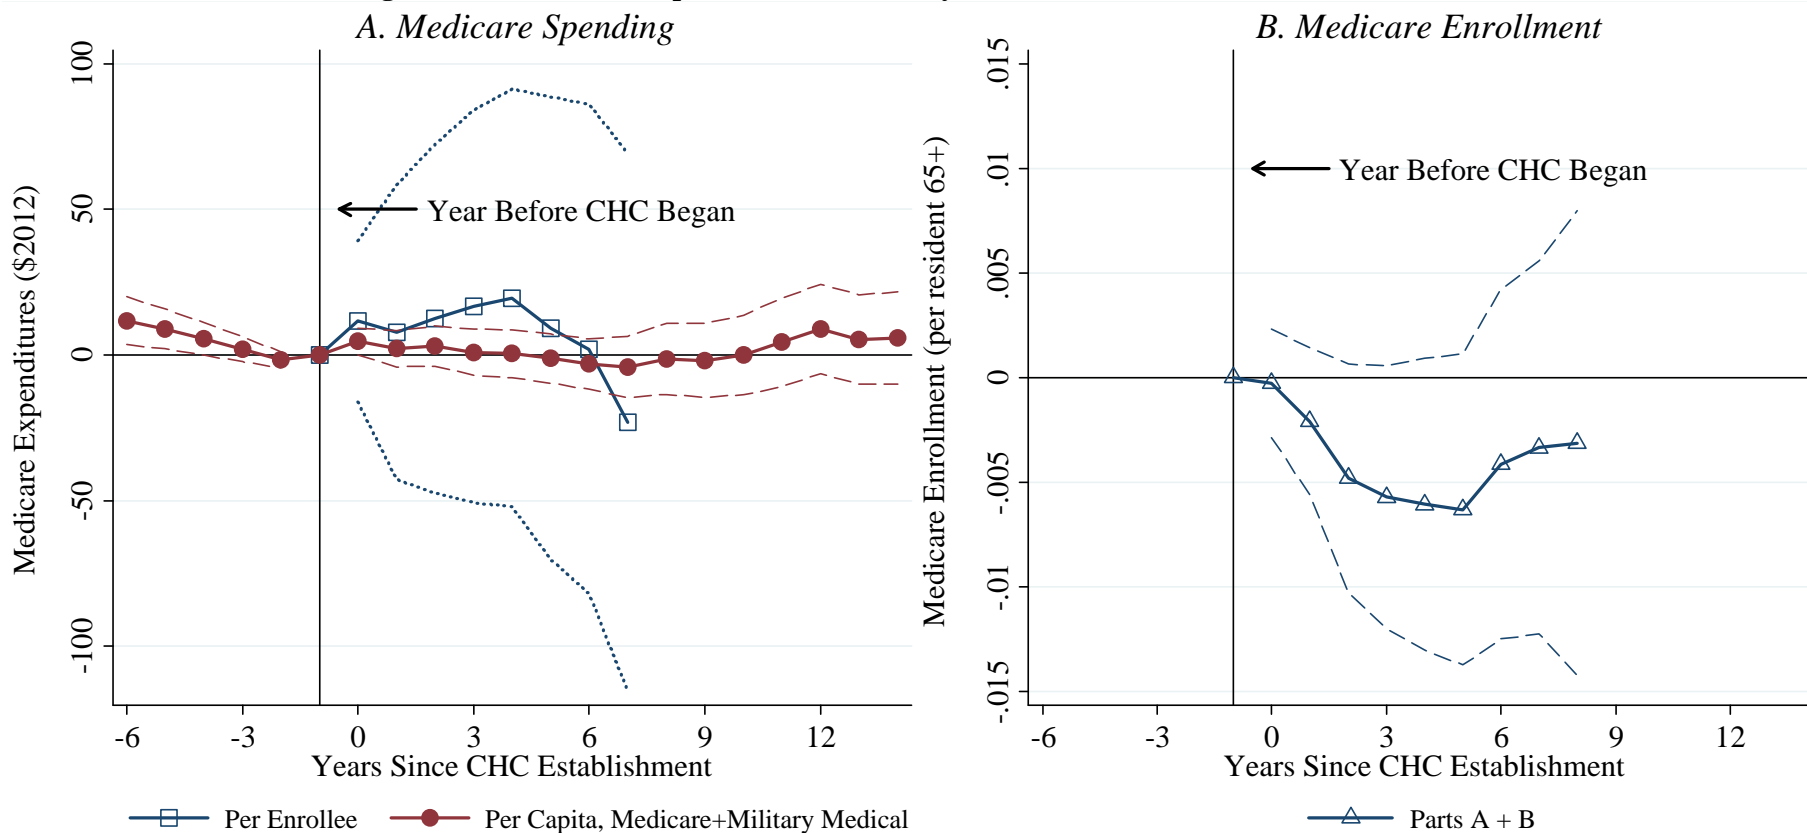 A. Medicare Spending
Medicare Expenditures ($2012)
100
50
0
-50
-100
Year Before CHC Began
-6 -3 0 3 6 9 12
Years Since CHC Establishment
Per Enrollee
Per Capita, Medicare+Military Medical
B. Medicare Enrollment
Medicare Enrollment (per resident 65+)
.015
.01
.005
0
-.005
-.01
-.015
Year Before CHC Began
-6 -3 0 3 6 9 12
Years Since CHC Establishment
Parts A + B